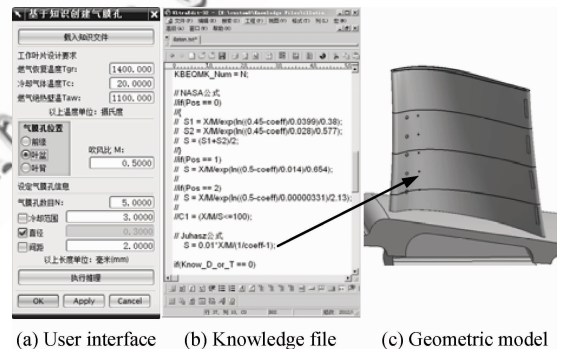 基于知识创建气膜孔
载入知识文件
工作叶片设计要求
燃气恢复温度Tgr: 1400.000
冷却气体温度Tc: 20.0000
燃气绝热壁温Taw: 1100.000
以上温度单位: 摄氏度
气膜孔位置
前缘
叶盆
叶背
吹风比 M:
0.5000
设定气膜孔信息
气膜孔数目N: 5.0000
冷却范围 3.0000
直径 0.3000
间距 2.0000
以上长度单位: 毫米(mm)
执行推理
OK Apply Cancel
KBEOMK_Num = N;
//NASA公式
//if(Pos == 0)
//{
// S1 = X/M/exp(ln((0.45-coeff)/0.0399)/0.38);
// S2 = X/M/exp(ln((0.45-coeff)/0.028)/0.577);
// S = (S1+S2)/2;
//}
//if(Pos == 1)
// S = X/M/exp(ln((0.5-coeff)/0.014)/0.654);
//
//if(Pos == 2)
// S = X/M/exp(ln((0.5-coeff)/0.00000331)/2.13);
//
//C1 = (X/M/S<=100);
// Juhasz公式
S = 0.01*X/M/(1/coeff-1);
if(Know_D_or_T == 0)
(a) User interface (b) Knowledge file (c) Geometric model